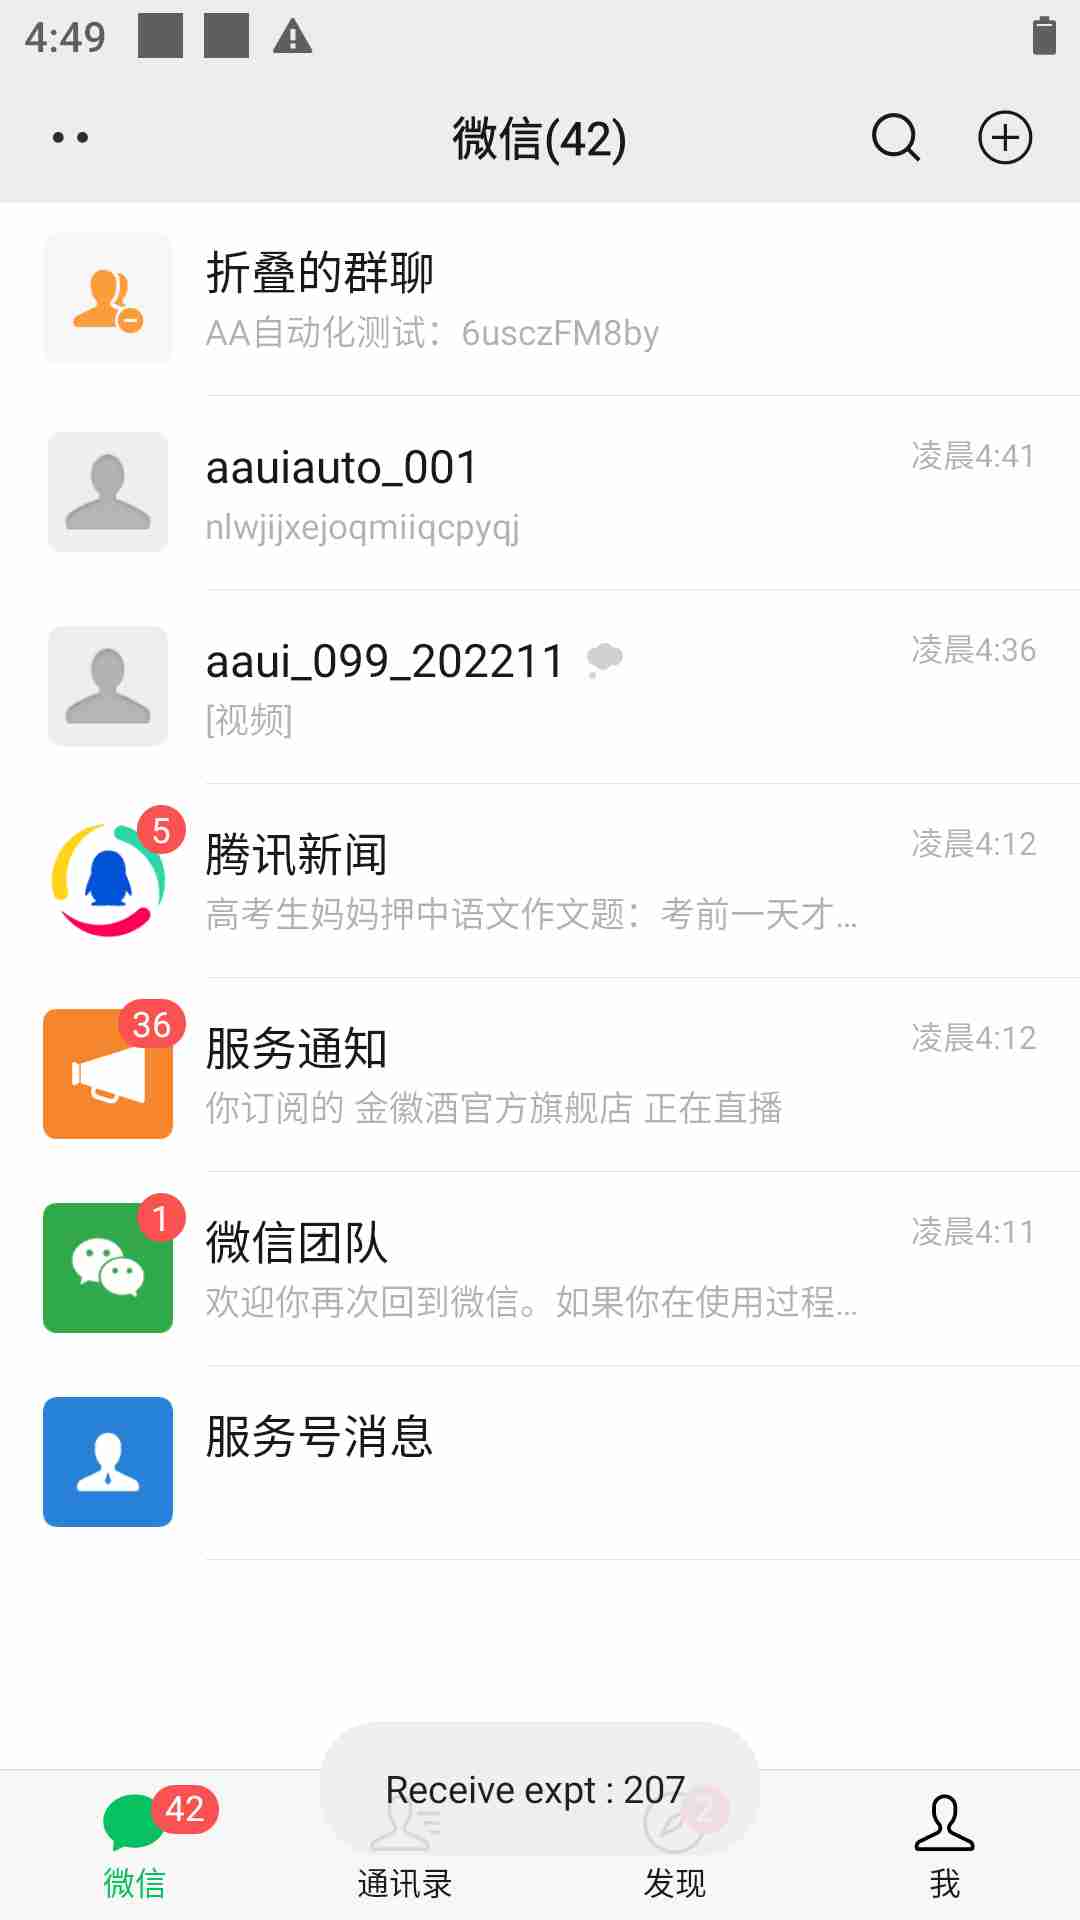 4:49
微信(42)
折叠的群聊
AA自动化测试：6usczFM8by
aauiauto_001
凌晨4:41
nlwjijxejoqmiiqcpyqj
aaui_099_202211
凌晨4:36
[视频]
5
腾讯新闻
凌晨4:12
高考生妈妈押中语文作文题：考前一天才...
36
服务通知
凌晨4:12
你订阅的 金徽酒官方旗舰店 正在直播
1
微信团队
凌晨4:11
欢迎你再次回到微信。如果你在使用过程...
服务号消息
Receive expt : 207
42
2
微信
通讯录
发现
我